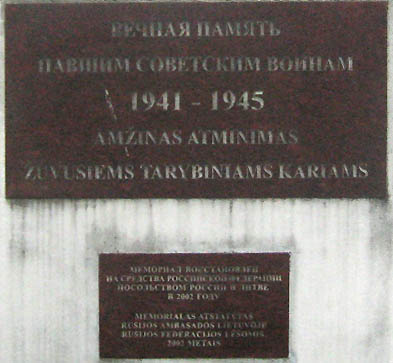 ВЕЧНАЯ ПАМЯТЬ
ПАВШИМ СОВЕТСКИМ ВОИНАМ
1941 - 1945
AMŽINAS ATMINIMAS
ŽUVUSIEMS TARYBINIAMS KARIAMS
МЕМОРИАЛ ВОССТАНОВЛЕН
НА СРЕДСТВА РОССИЙСКОЙ ФЕДЕРАЦИИ
ПОСОЛЬСТВОМ РОССИИ В ЛИТВЕ
В 2002 ГОДУ
MEMORIALAS ATSTATYTAS
RUSIJOS AMBASADOS LIETUVOJE
RUSIJOS FEDERACIJOS LĖŠOMIS
2002 METAIS